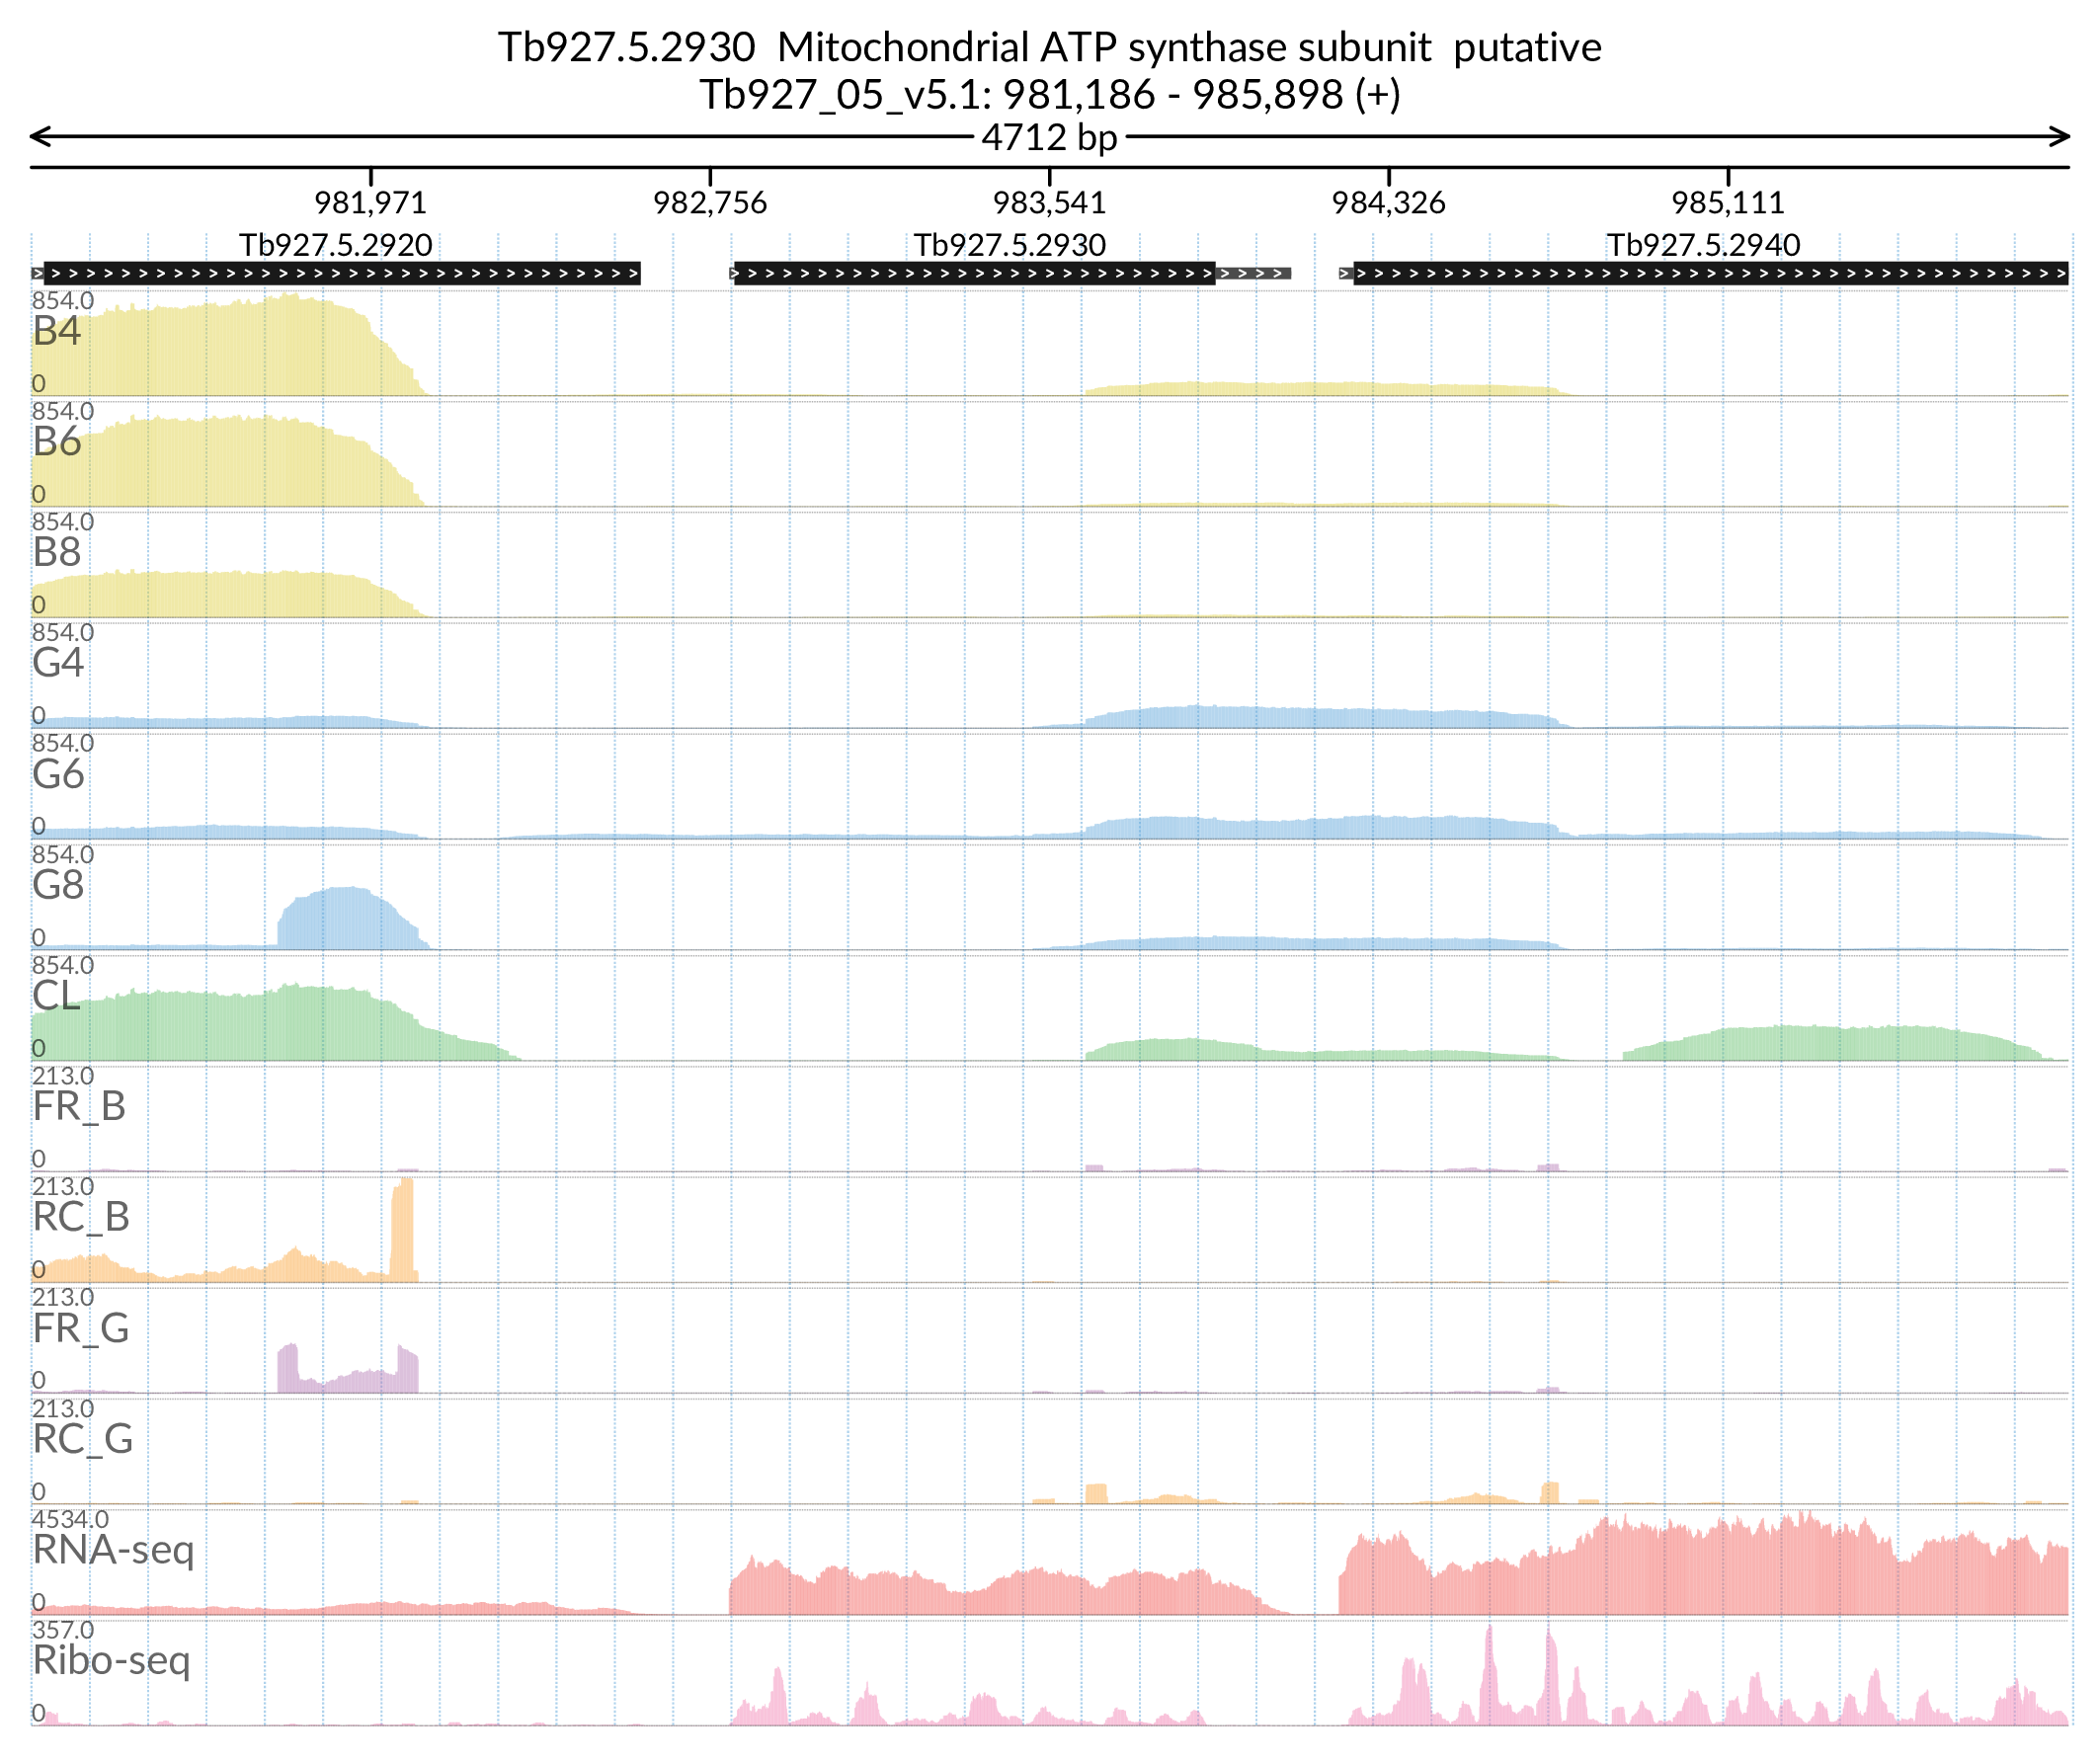 Tb927.5.2930  Mitochondrial ATP synthase subunit  putative
Tb927_05_v5.1: 981,186 - 985,898 (+)
4712 bp
981,971 982,756 983,541 984,326 985,111
Tb927.5.2920 Tb927.5.2930 Tb927.5.2940
854.0
B4
0
854.0
B6
0
854.0
B8
0
854.0
G4
0
854.0
G6
0
854.0
G8
0
854.0
CL
0
213.0
FR_B
0
213.0
RC_B
0
213.0
FR_G
0
213.0
RC_G
0
4534.0
RNA-seq
0
357.0
Ribo-seq
0